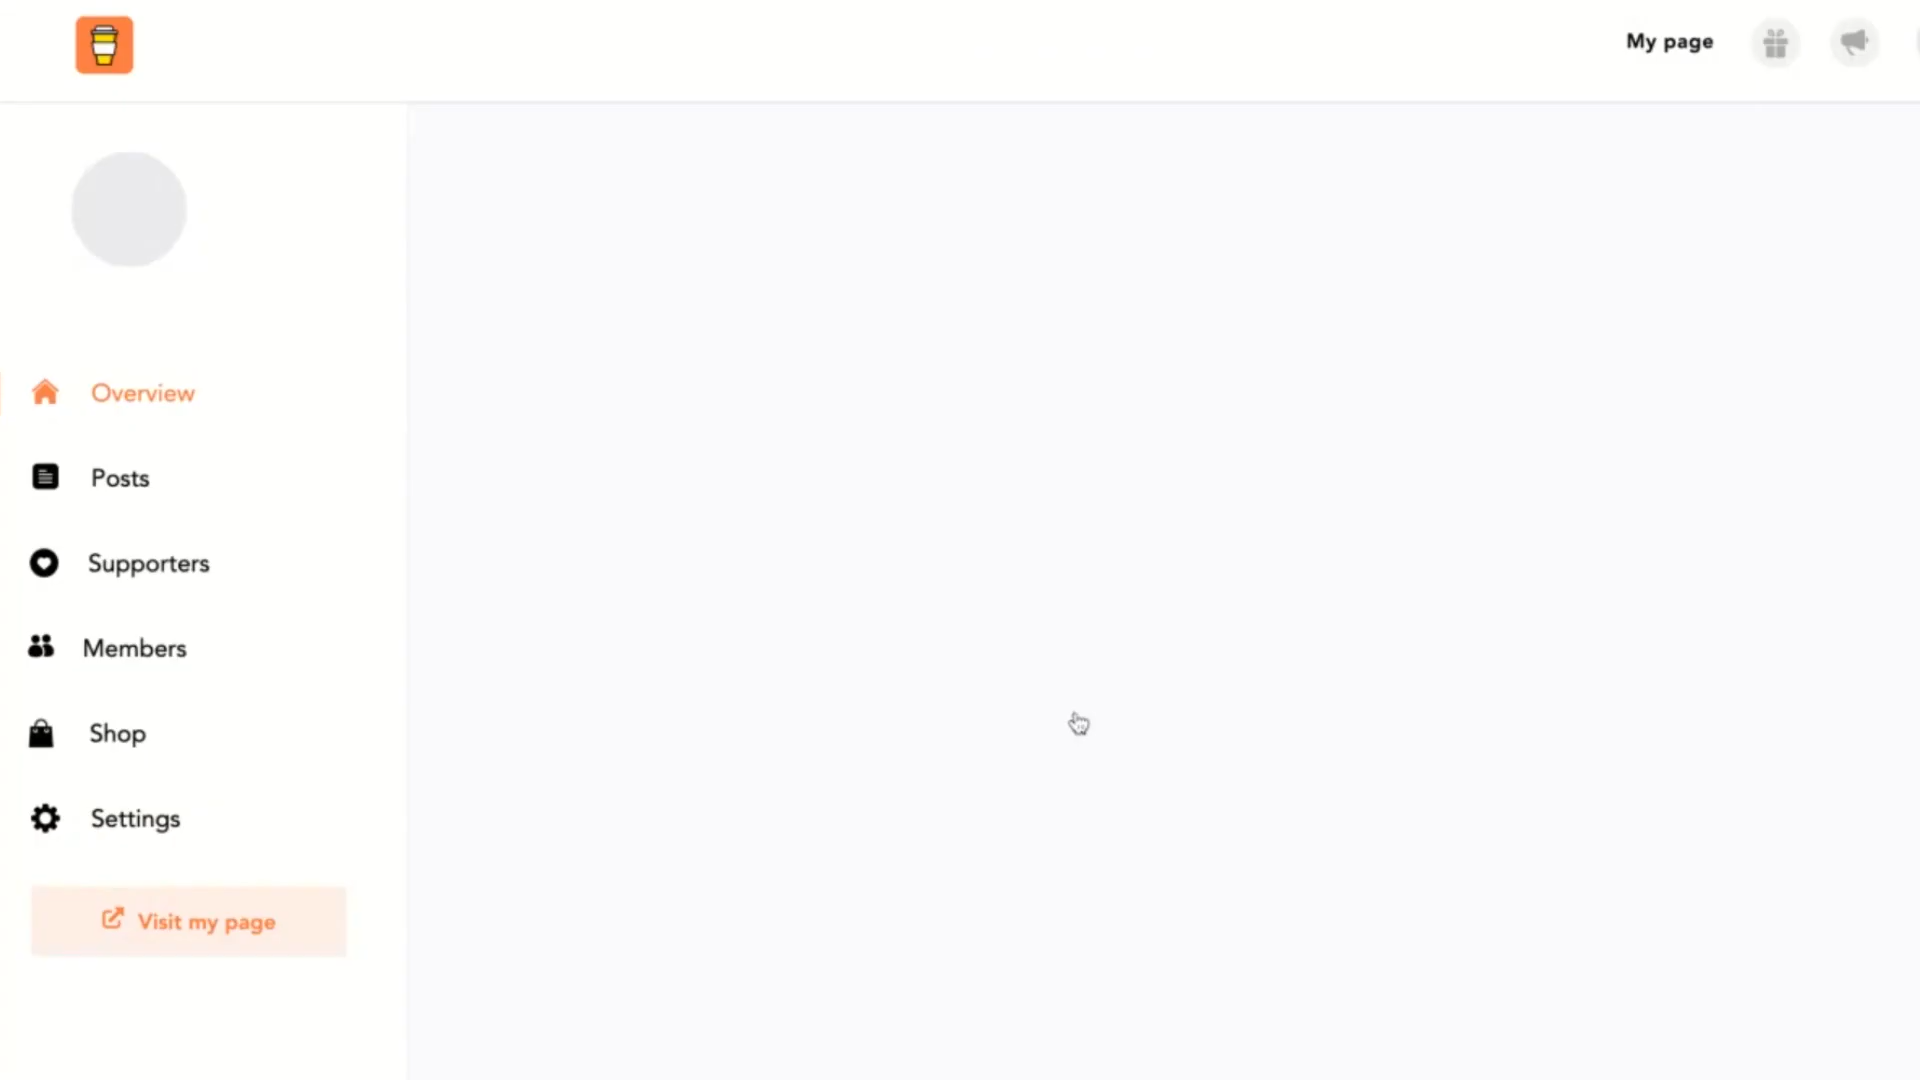 My page
Overview
Posts
Supporters
Members
Shop
Settings
Visit my page